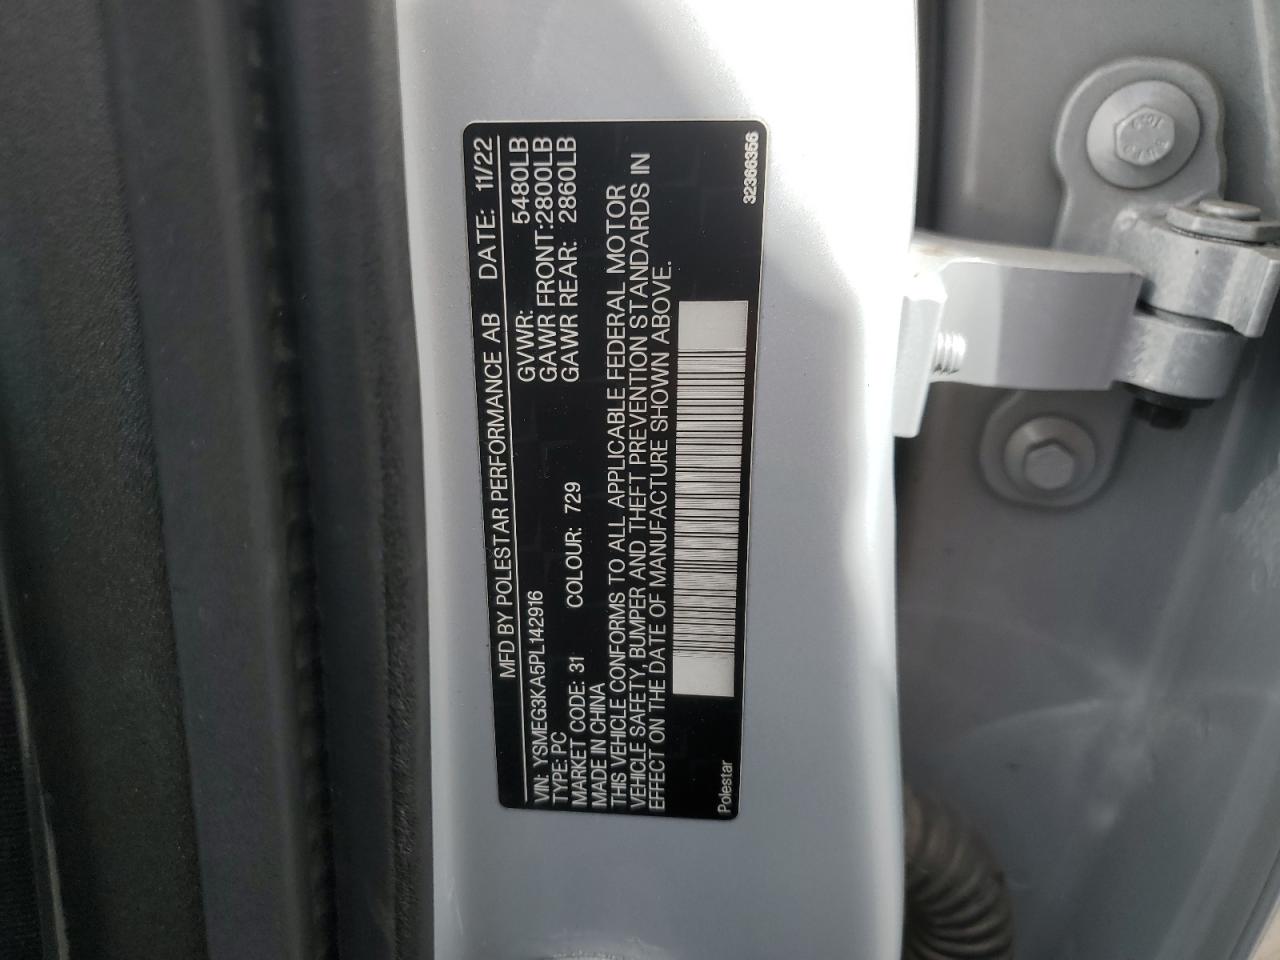 MFD BY POLESTAR PERFORMANCE AB DATE: 11/22
VIN: YSMEG3KA5PL142916 GVWR: 5480LB
TYPE: PC GAWR FRONT: 2800LB
MARKET CODE: 31 COLOUR: 729 GAWR REAR: 2860LB
MADE IN CHINA
THIS VEHICLE CONFORMS TO ALL APPLICABLE FEDERAL MOTOR
VEHICLE SAFETY, BUMPER AND THEFT PREVENTION STANDARDS IN
EFFECT ON THE DATE OF MANUFACTURE SHOWN ABOVE.
Polestar 32366356